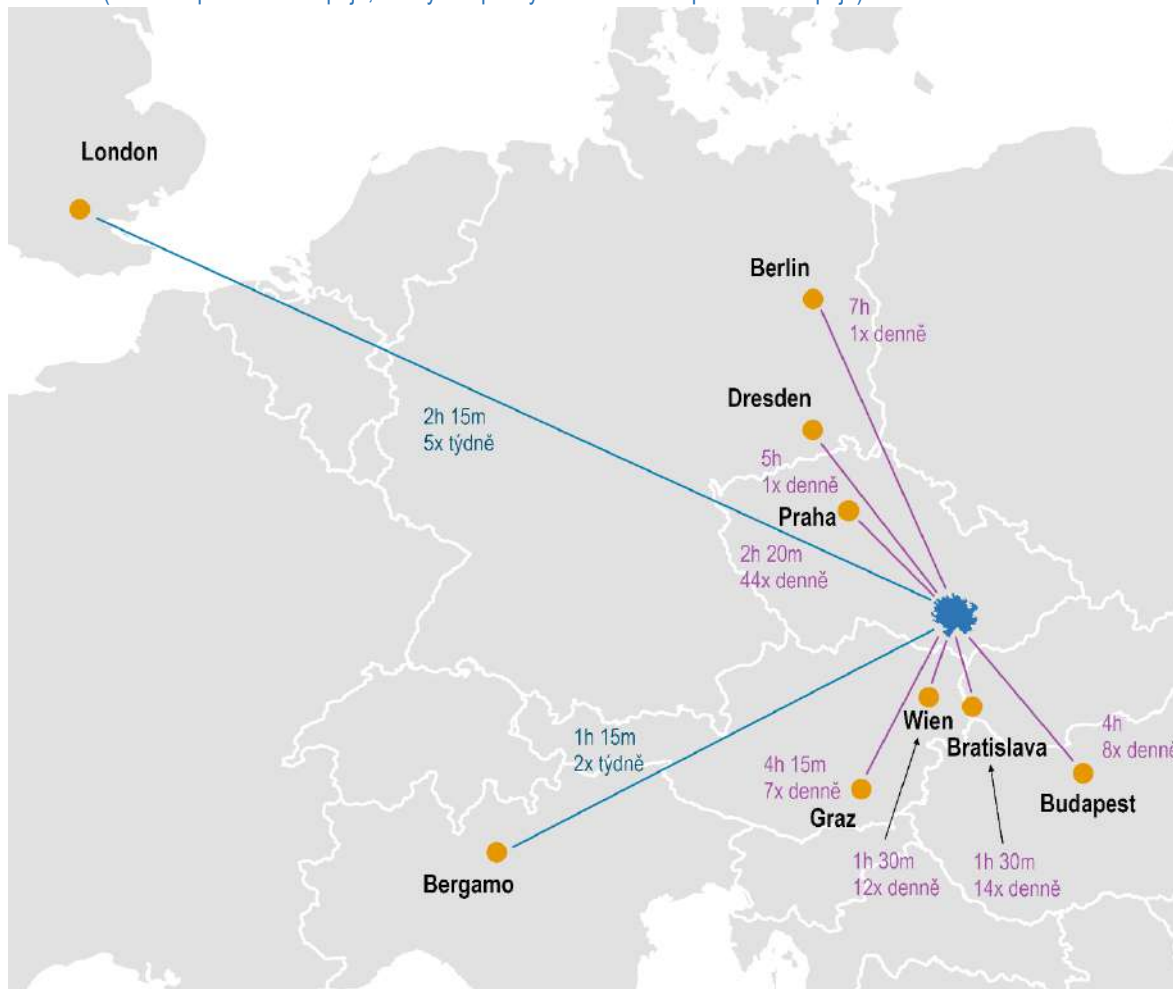 London
Berlin
7h
1x denně
Dresden
2h 15m
5x týdně
5h
1x denně
Praha
2h 20m
44x denně
Wien
Bratislava
4h
8x denně
1h 15m
2x týdně
4h 15m
7x denně
Graz
Budapest
Bergamo
1h 30m
12x denně
1h 30m
14x denně